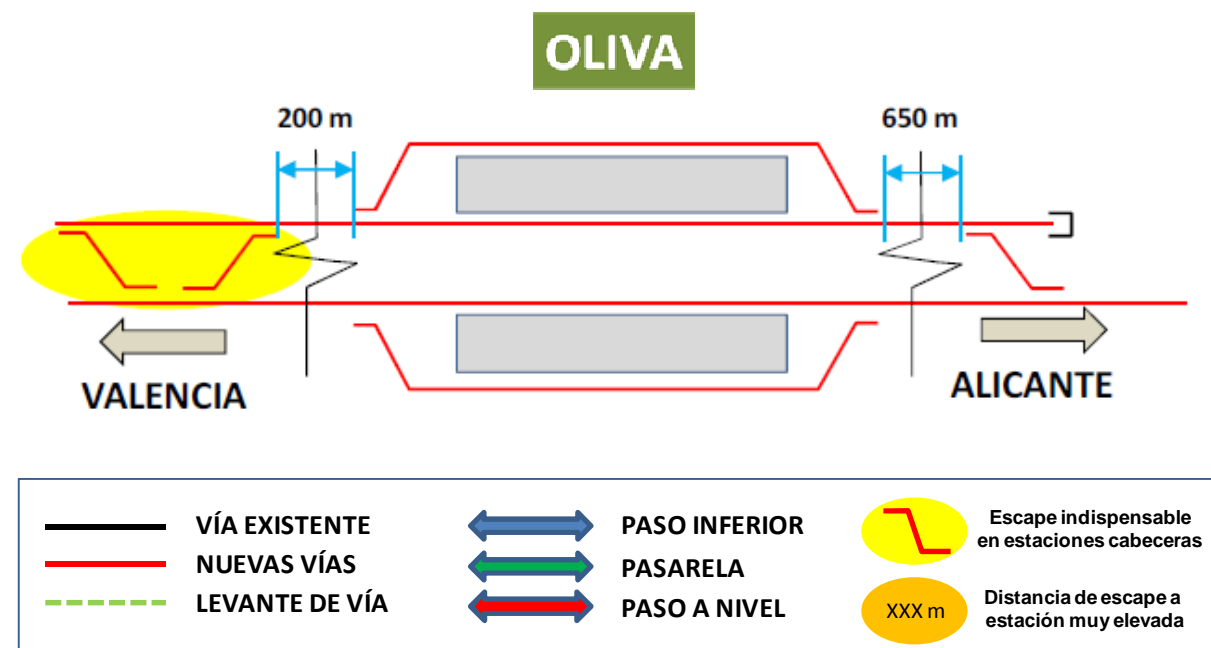 OLIVA
200 m
650 m
VALENCIA
ALICANTE
VÍA EXISTENTE
NUEVAS VÍAS
LEVANTE DE VÍA
PASO INFERIOR
PASARELA
PASO A NIVEL
Escape indispensable
en estaciones cabeceras
XXX m
Distancia de escape a
estación muy elevada